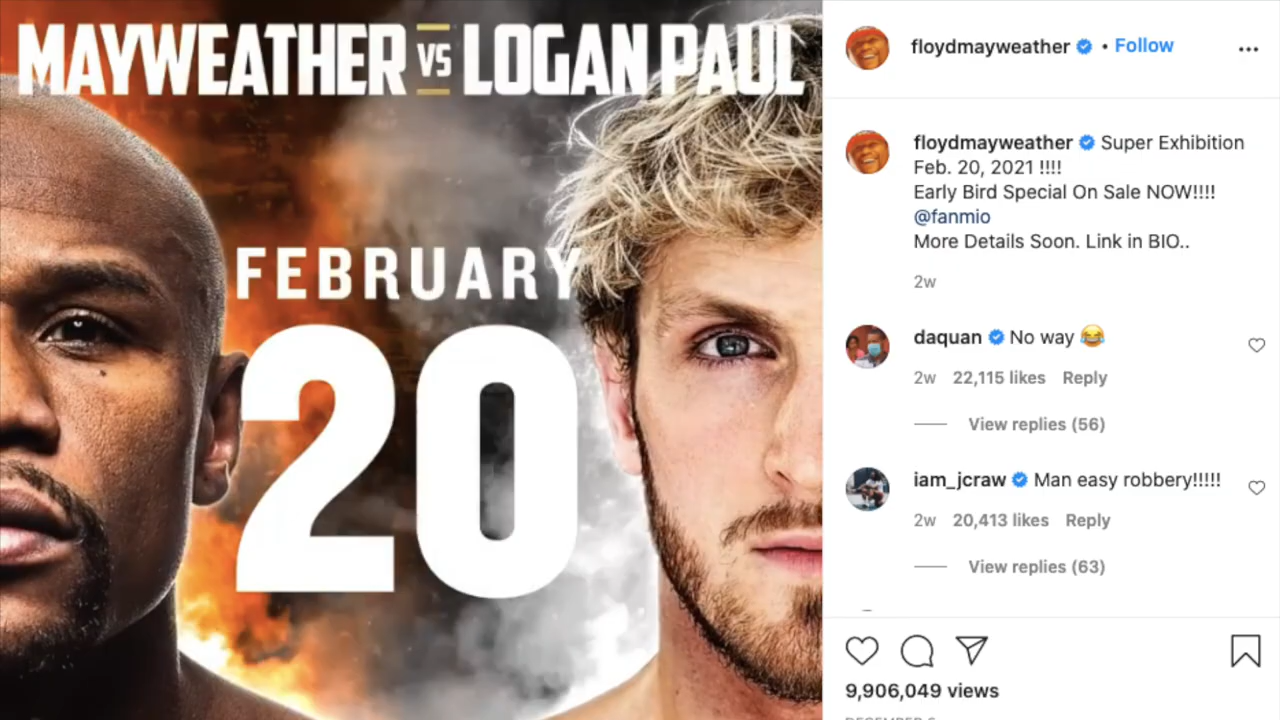 MAYWEATHER VS LOGAN PAUL
FEBRUARY
20
floydmayweather • Follow
floydmayweather Super Exhibition
Feb. 20, 2021 !!!!
Early Bird Special On Sale NOW!!!!
@fanmio
More Details Soon. Link in BIO..
2w
daquan No way 😂
2w 22,115 likes Reply
View replies (56)
iam_jcraw Man easy robbery!!!!!
2w 20,413 likes Reply
View replies (63)
9,906,049 views
DECEMBER 6